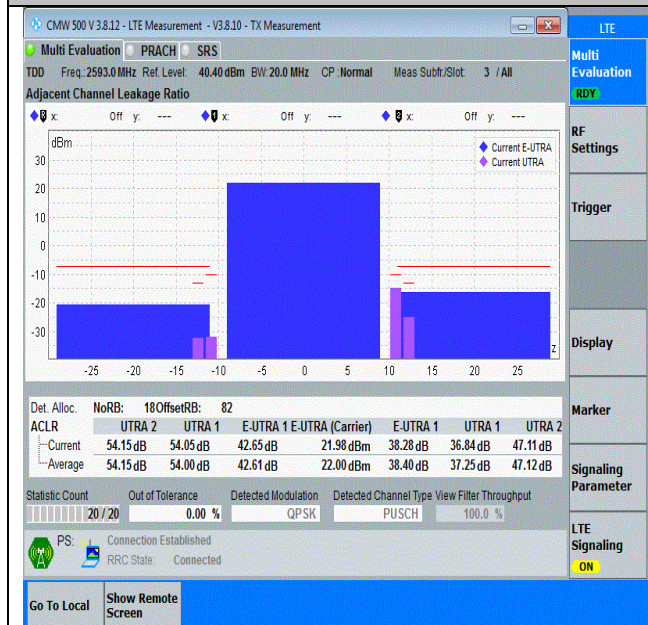 CMW 500 V 3.8.12 - LTE Measurement - V3.8.10 - TX Measurement
LTE
Multi Evaluation PRACH SRS
Multi Evaluation
RDY
TDD Freq.:2593.0 MHz Ref. Level: 40.40 dBm BW:20.0 MHz CP :Normal Meas Subfr./Slot: 3 / All
Adjacent Channel Leakage Ratio
x: Off y: --- 1 x: Off y: --- 2 x: Off y: ---
RF Settings
dBm
Current E-UTRA
Current UTRA
30
20
10
0
-10
-20
-30
Trigger
z
-25 -20 -15 -10 -5 0 5 10 15 20 25
Display
Det. Alloc. NoRB: 18OffsetRB: 82
Marker
ACLR UTRA 2 UTRA 1 E-UTRA 1 E-UTRA (Carrier) E-UTRA 1 UTRA 1 UTRA 2
Current 54.15 dB 54.05 dB 42.65 dB 21.98 dBm 38.28 dB 36.84 dB 47.11 dB
Average 54.15 dB 54.00 dB 42.61 dB 22.00 dBm 38.40 dB 37.25 dB 47.12 dB
Signaling Parameter
Statistic Count Out of Tolerance Detected Modulation Detected Channel Type View Filter Throughput
20 / 20 0.00 % QPSK PUSCH 100.0 %
PS: Connection Established
RRC State: Connected
LTE Signaling
ON
Go To Local
Show Remote Screen